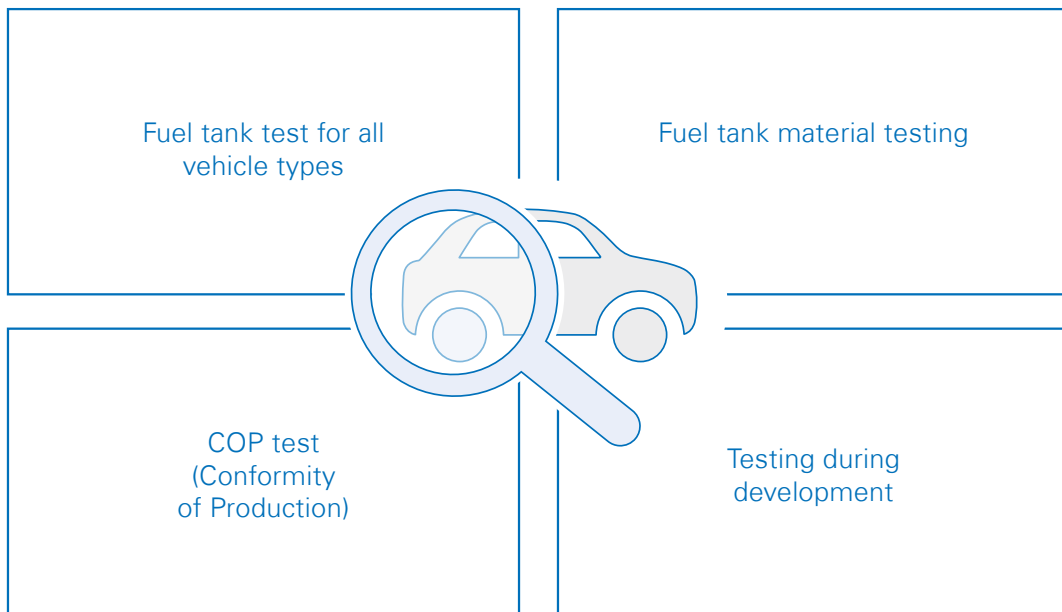 Fuel tank test for all
vehicle types
Fuel tank material testing
COP test
(Conformity
of Production)
Testing during
development